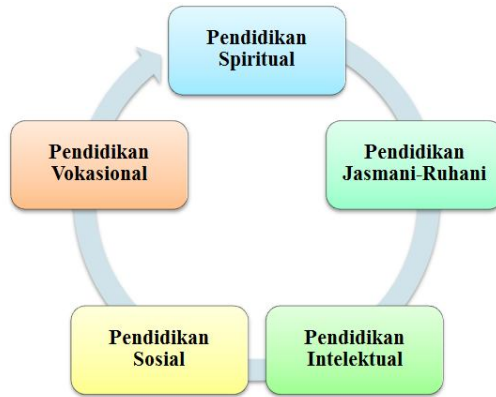 Pendidikan
Spiritual
Pendidikan
Jasmani-Ruhani
Pendidikan
Intelektual
Pendidikan
Sosial
Pendidikan
Vokasional